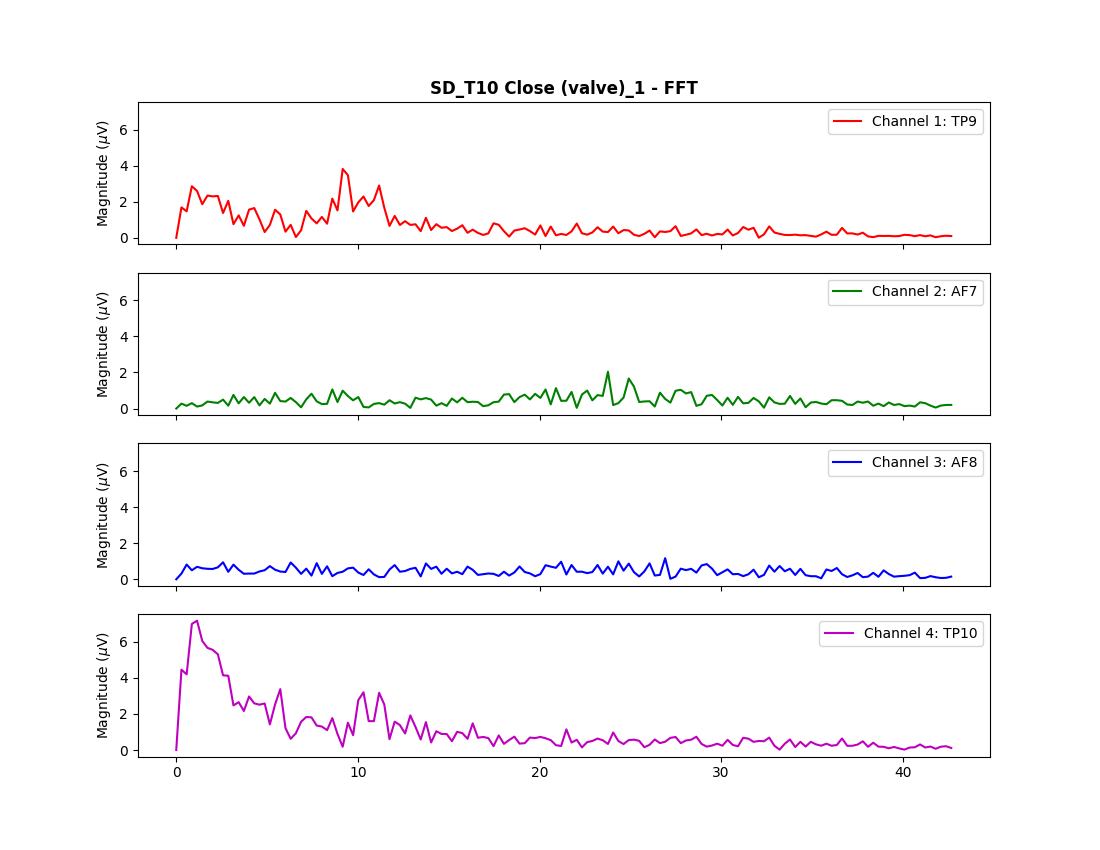 SD_T10 Close (valve)_1 - FFT
Magnitude (μV)
6
4
2
0
Channel 1: TP9
Magnitude (μV)
6
4
2
0
Channel 2: AF7
Magnitude (μV)
6
4
2
0
Channel 3: AF8
Magnitude (μV)
6
4
2
0
Channel 4: TP10
0 10 20 30 40